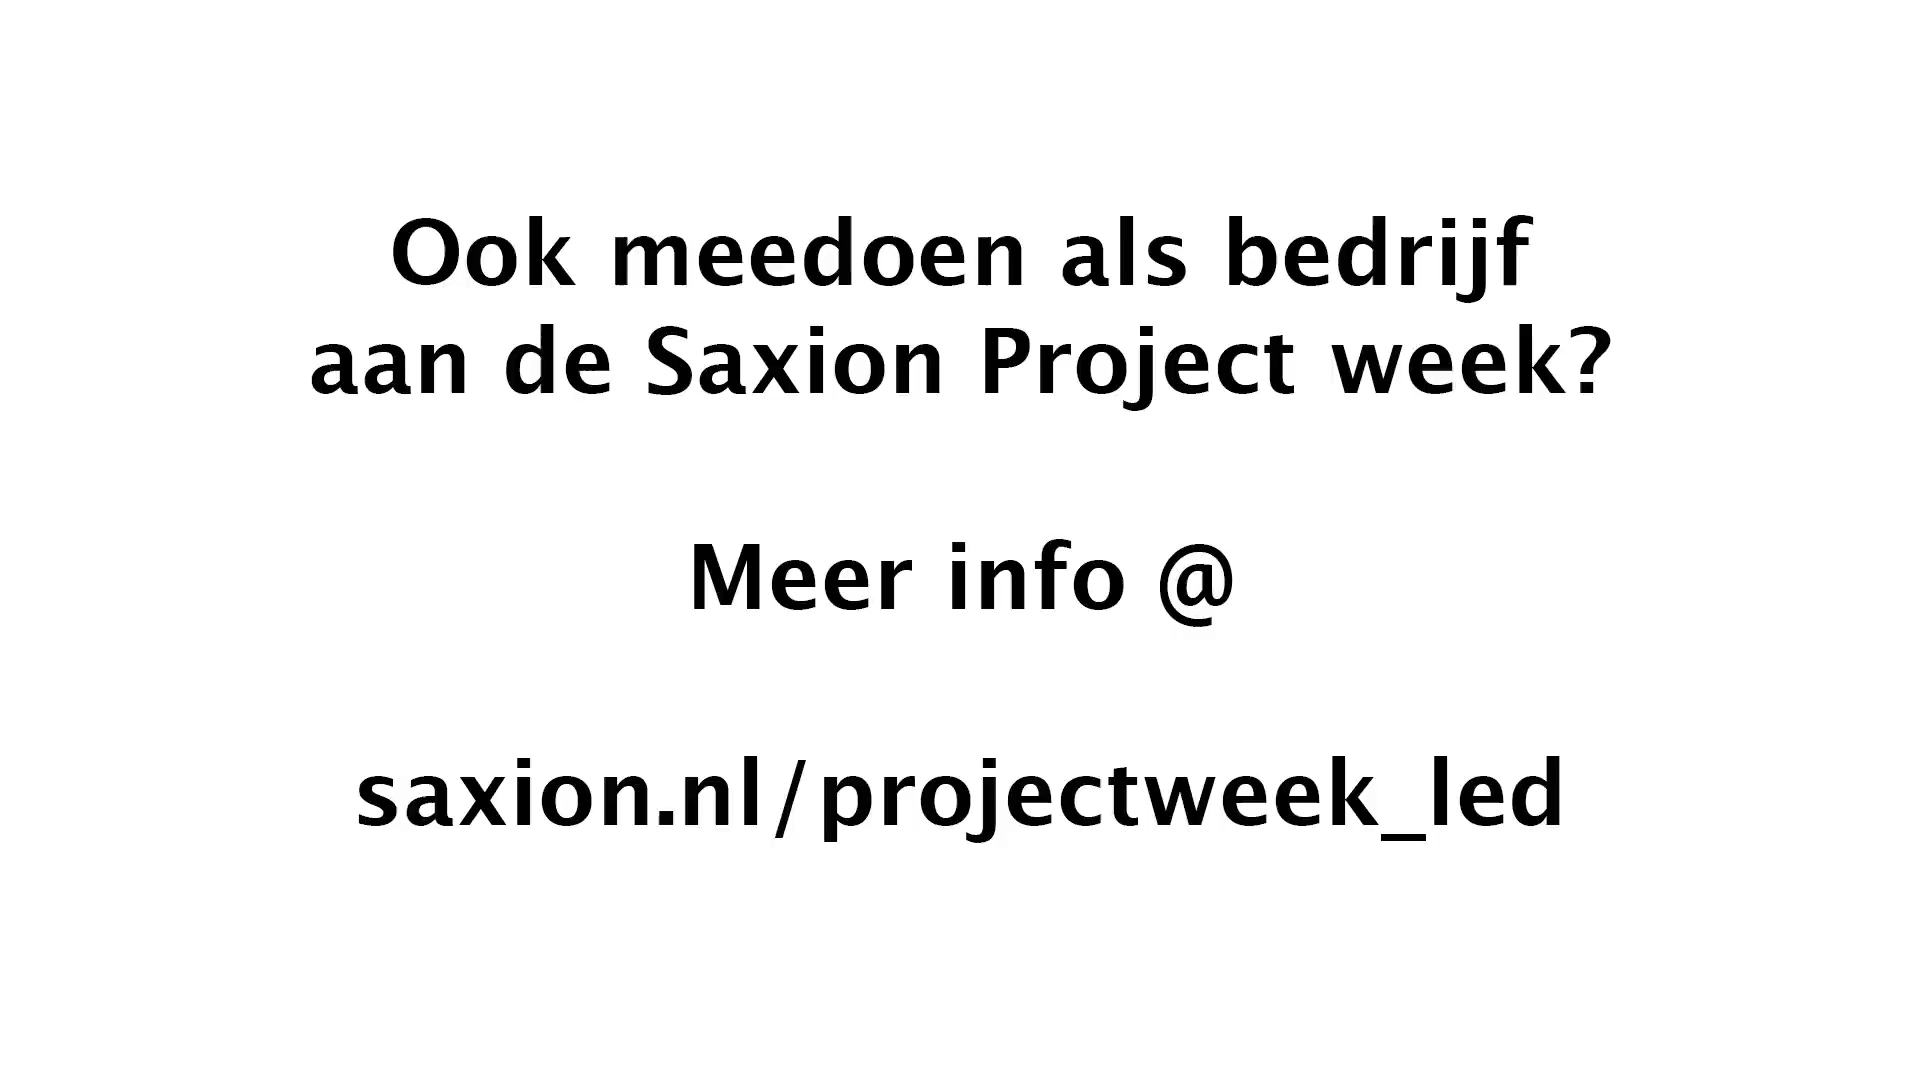 Ook meedoen als bedrijf
aan de Saxion Project week?
Meer info @
saxion.nl/projectweek_led